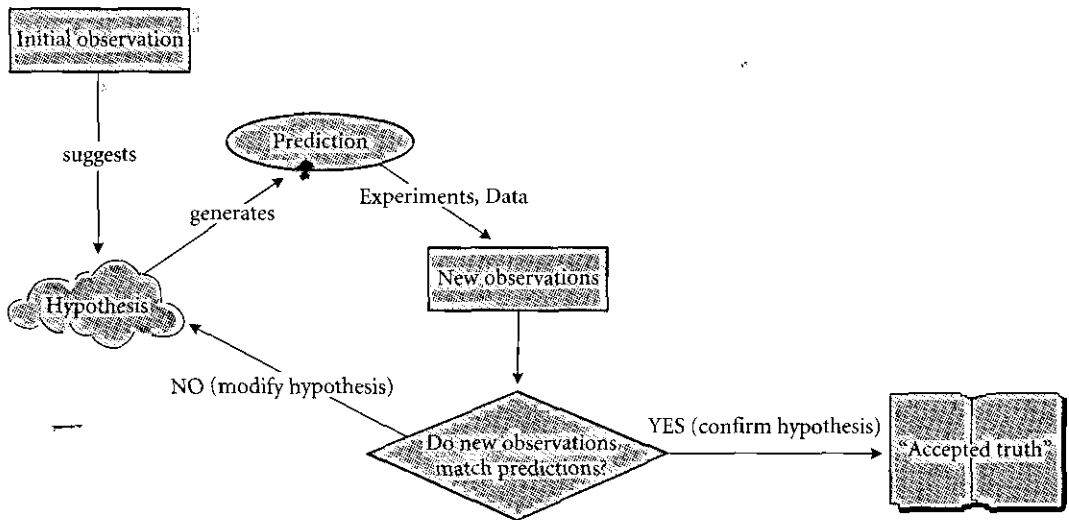 Initial observation
suggests
Prediction
generates
Experiments, Data
New observations
Hypothesis
NO (modify hypothesis)
Do new observations
match predictions?
YES (confirm hypothesis)
"Accepted truth"